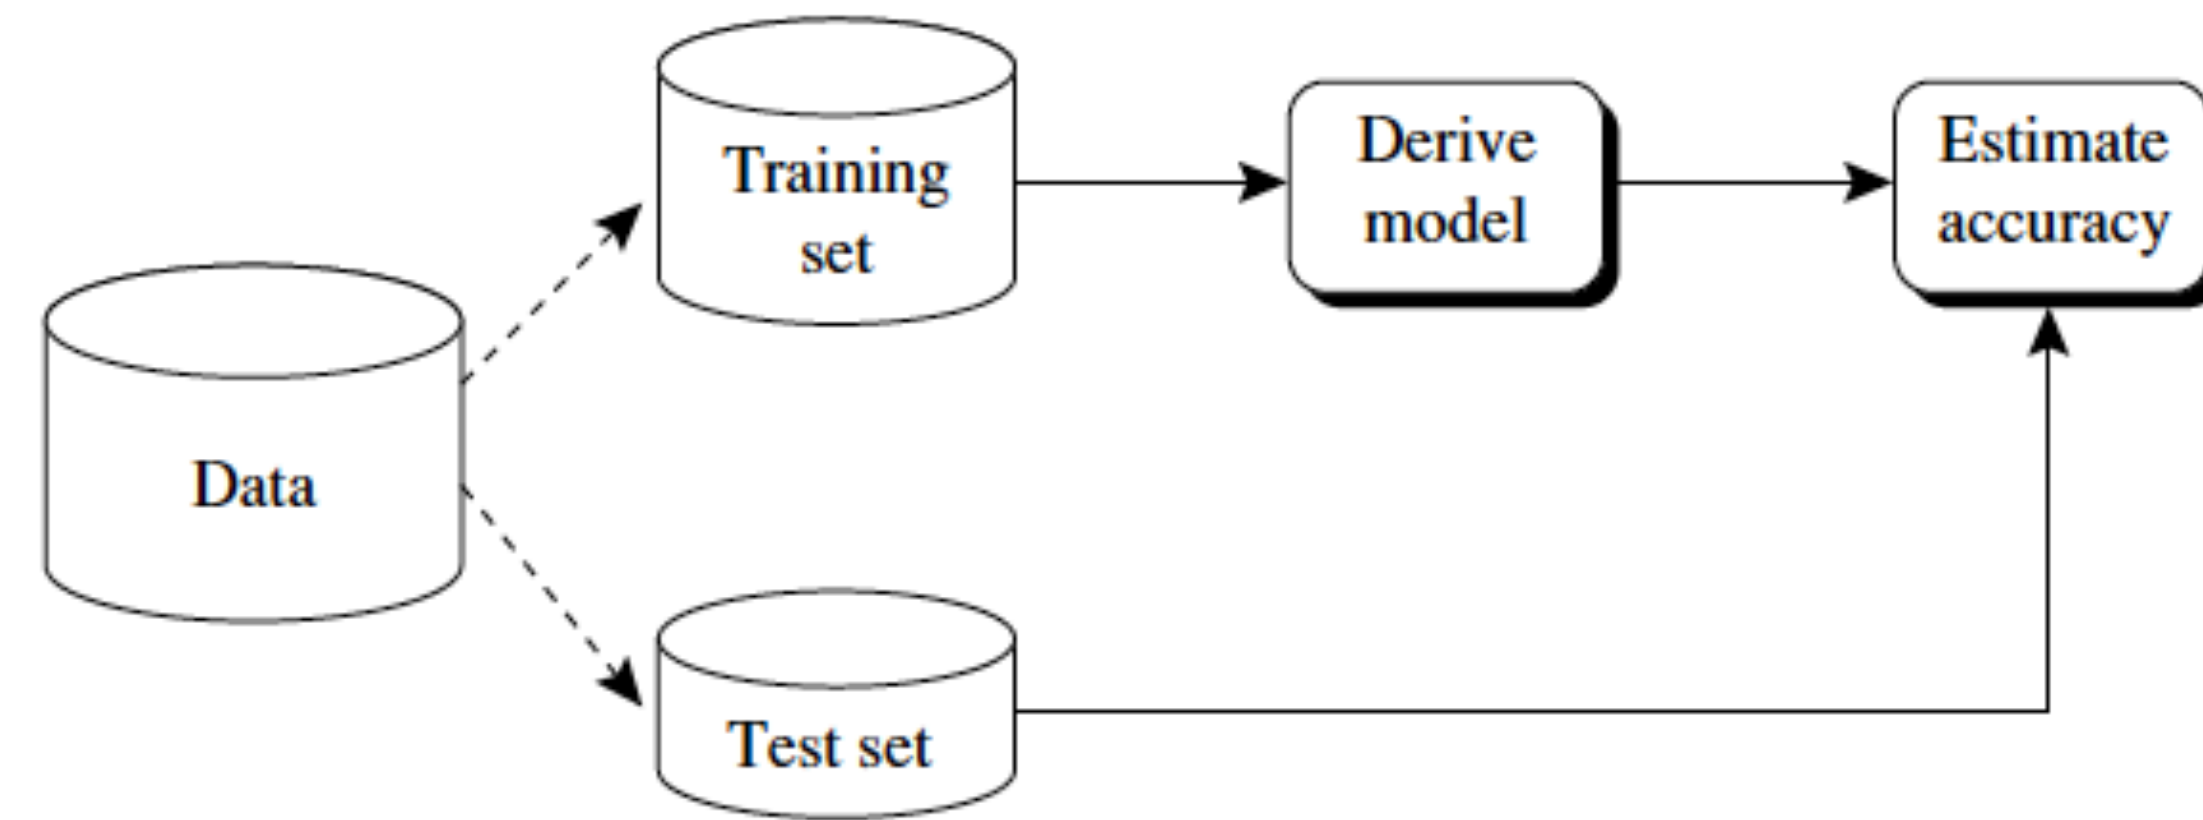 Training
set
Derive
model
Estimate
accuracy
Data
Test set